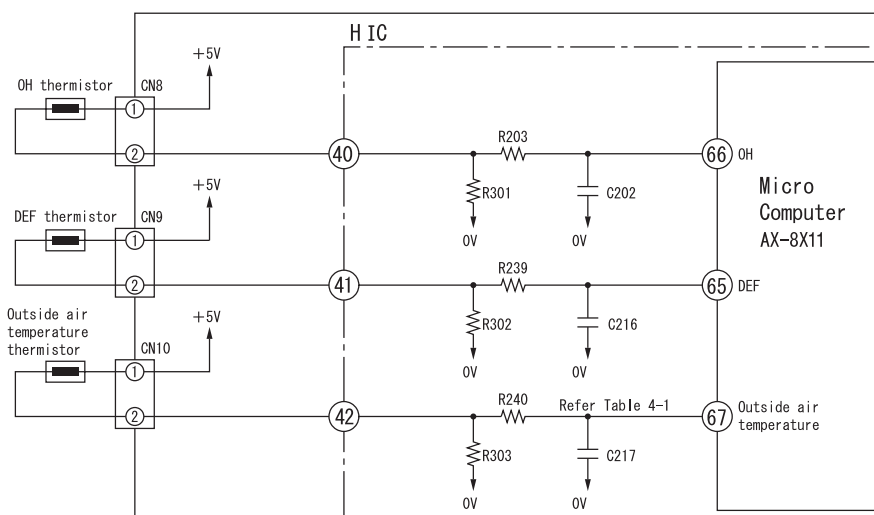 HIC
+5V
OH thermistor
CN8
1
2
40
R203
66
OH
R301
C202
0V
0V
Micro
Computer
AX-8X11
+5V
DEF thermistor
CN9
1
2
41
R239
65
DEF
R302
C216
0V
0V
Outside air
temperature
thermistor
+5V
CN10
1
2
42
R240
Refer Table 4-1
67
Outside air
temperature
R303
C217
0V
0V